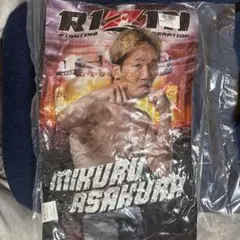 RIZIN
FIGHTING FEDERATION
MIKURU
ASAKURA